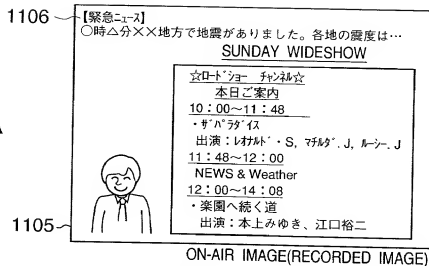 1106
【緊急ニュース】
○時△分××地方で地震がありました。各地の震度は…
SUNDAY WIDESHOW
☆ロードショー チャンネル☆
本日ご案内
10:00～11:48
・ザ・パラダイス
出演:レオナルド・S, マチルダ.J, ルーシー.J
11:48～12:00
NEWS & Weather
12:00～14:08
・楽園へ続く道
出演:本上みゆき、江口裕二
1105
ON-AIR IMAGE(RECORDED IMAGE)